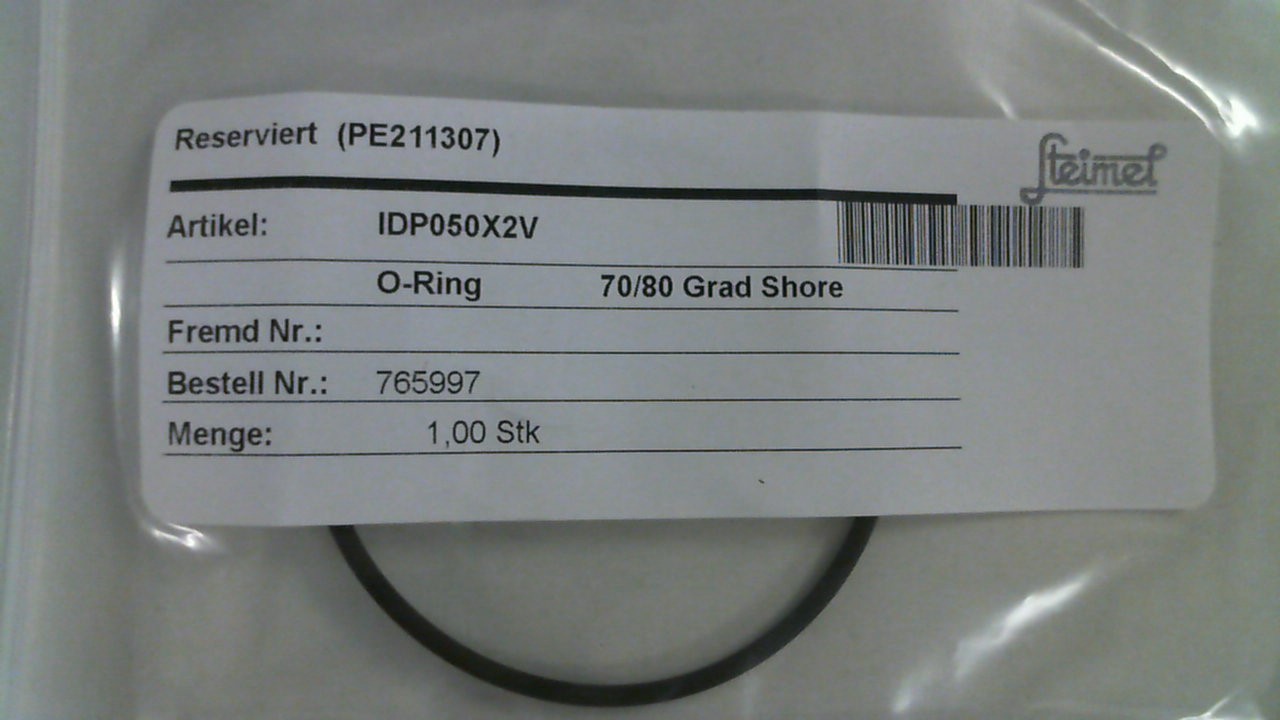 Reserviert (PE211307)
Steimel
Artikel: IDP050X2V
O-Ring 70/80 Grad Shore
Fremd Nr.:
Bestell Nr.: 765997
Menge: 1,00 Stk